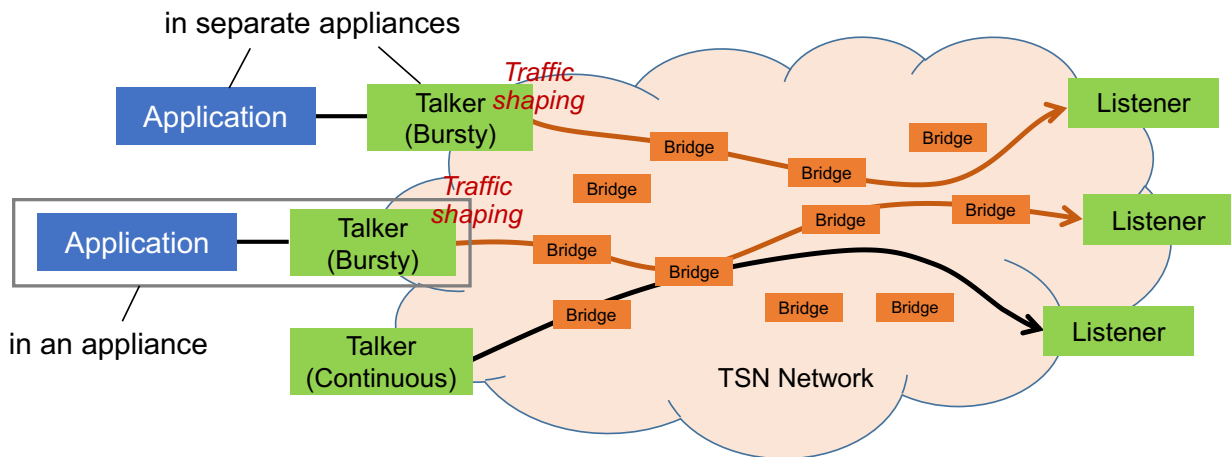 in separate appliances
Traffic
shaping
Application
Talker
(Bursty)
Listener
Bridge
Bridge
Bridge
Bridge
Traffic
shaping
Application
Talker
(Bursty)
Bridge
Bridge
Bridge
Bridge
Listener
Bridge
Bridge
Bridge
in an appliance
Talker
(Continuous)
Listener
TSN Network